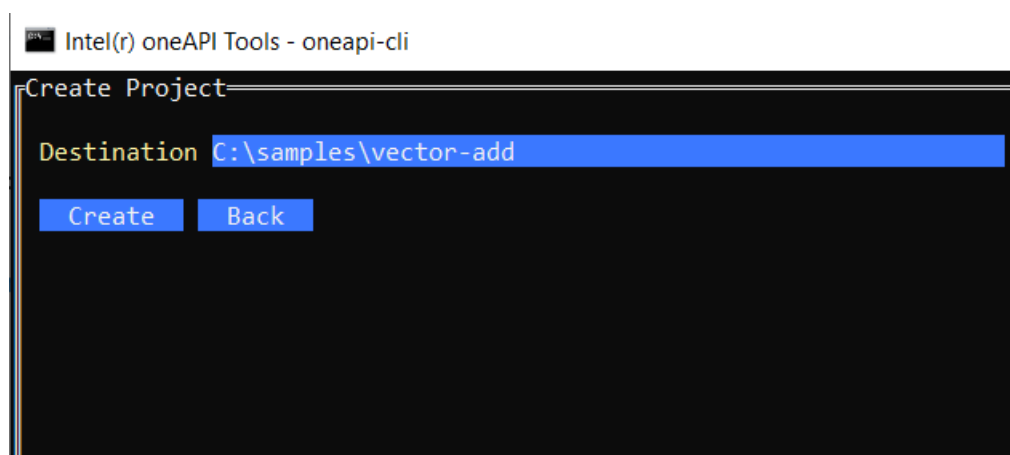 Intel(r) oneAPI Tools - oneapi-cli
Create Project
Destination C:\samples\vector-add
Create Back